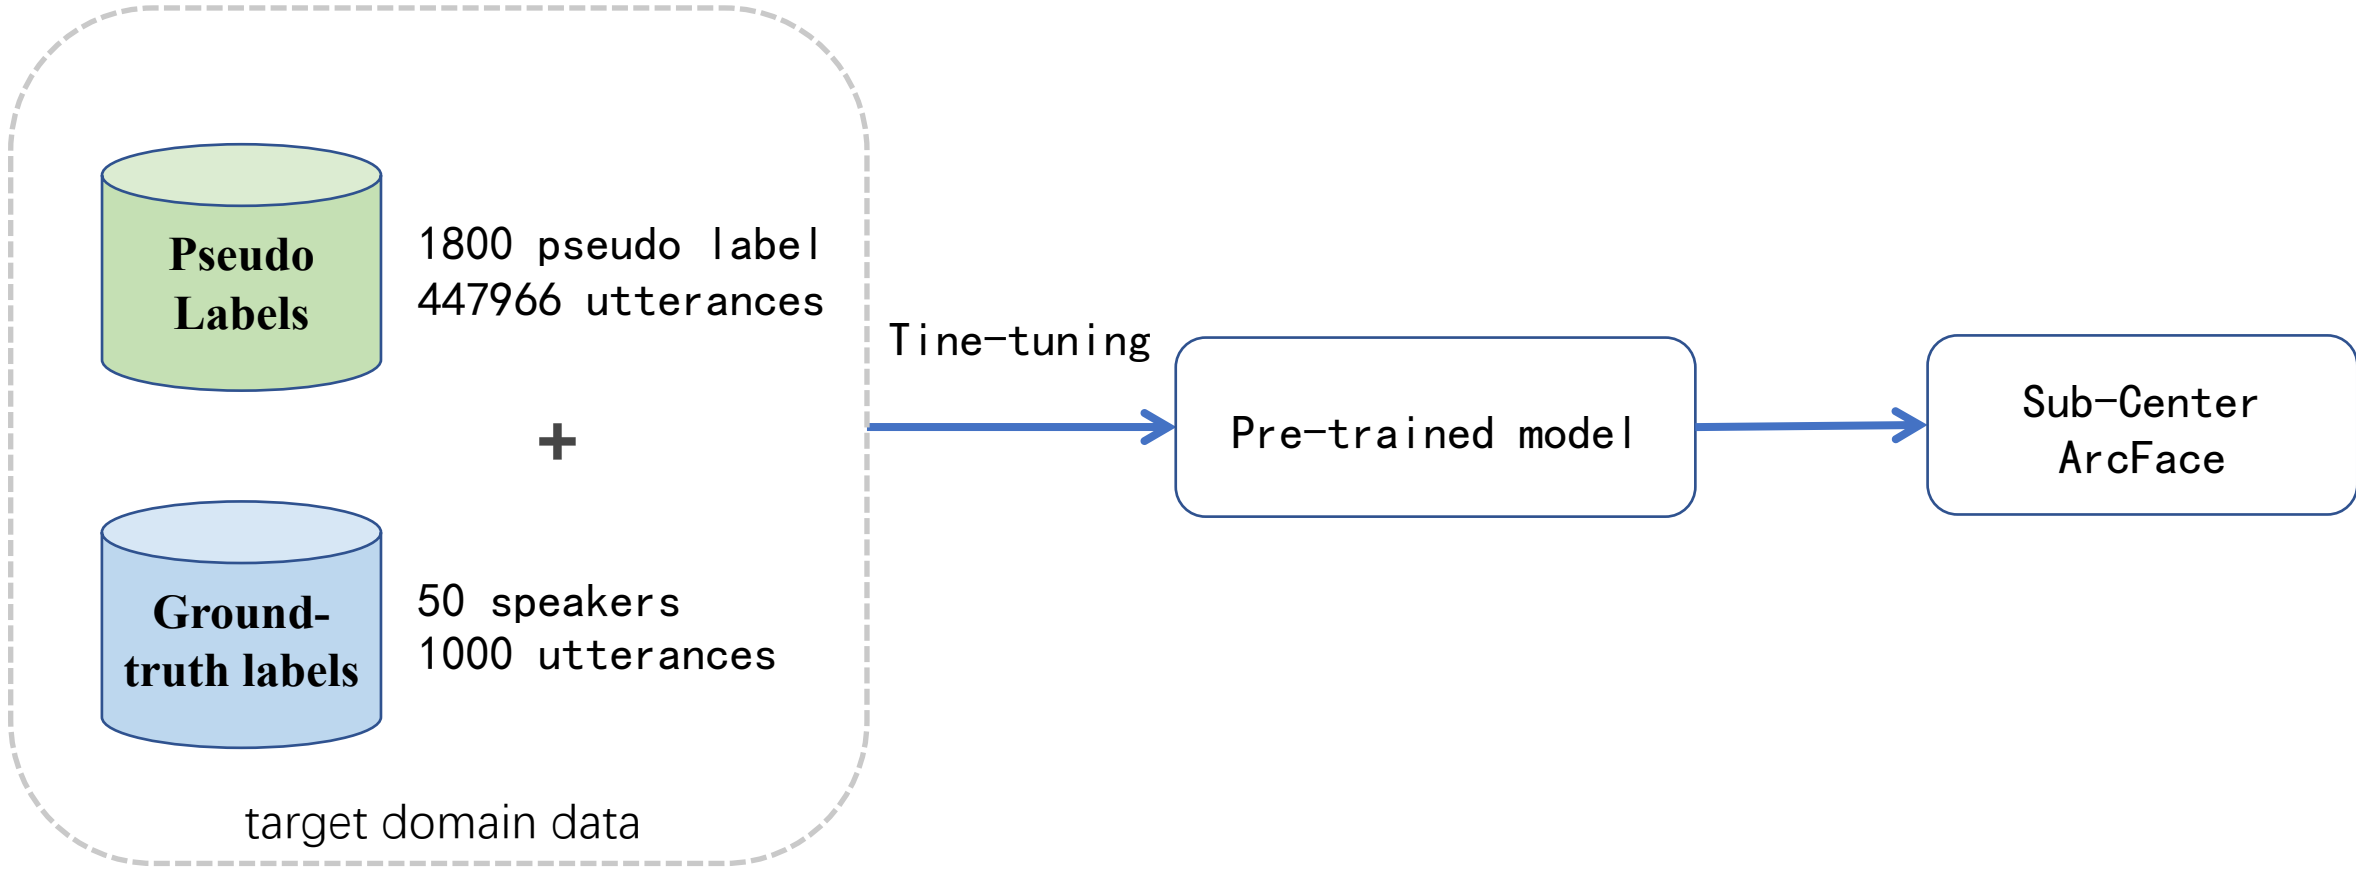 Pseudo
Labels
1800 pseudo label
447966 utterances
+
Ground-
truth labels
50 speakers
1000 utterances
target domain data
Tine-tuning
Pre-trained model
Sub-Center
ArcFace